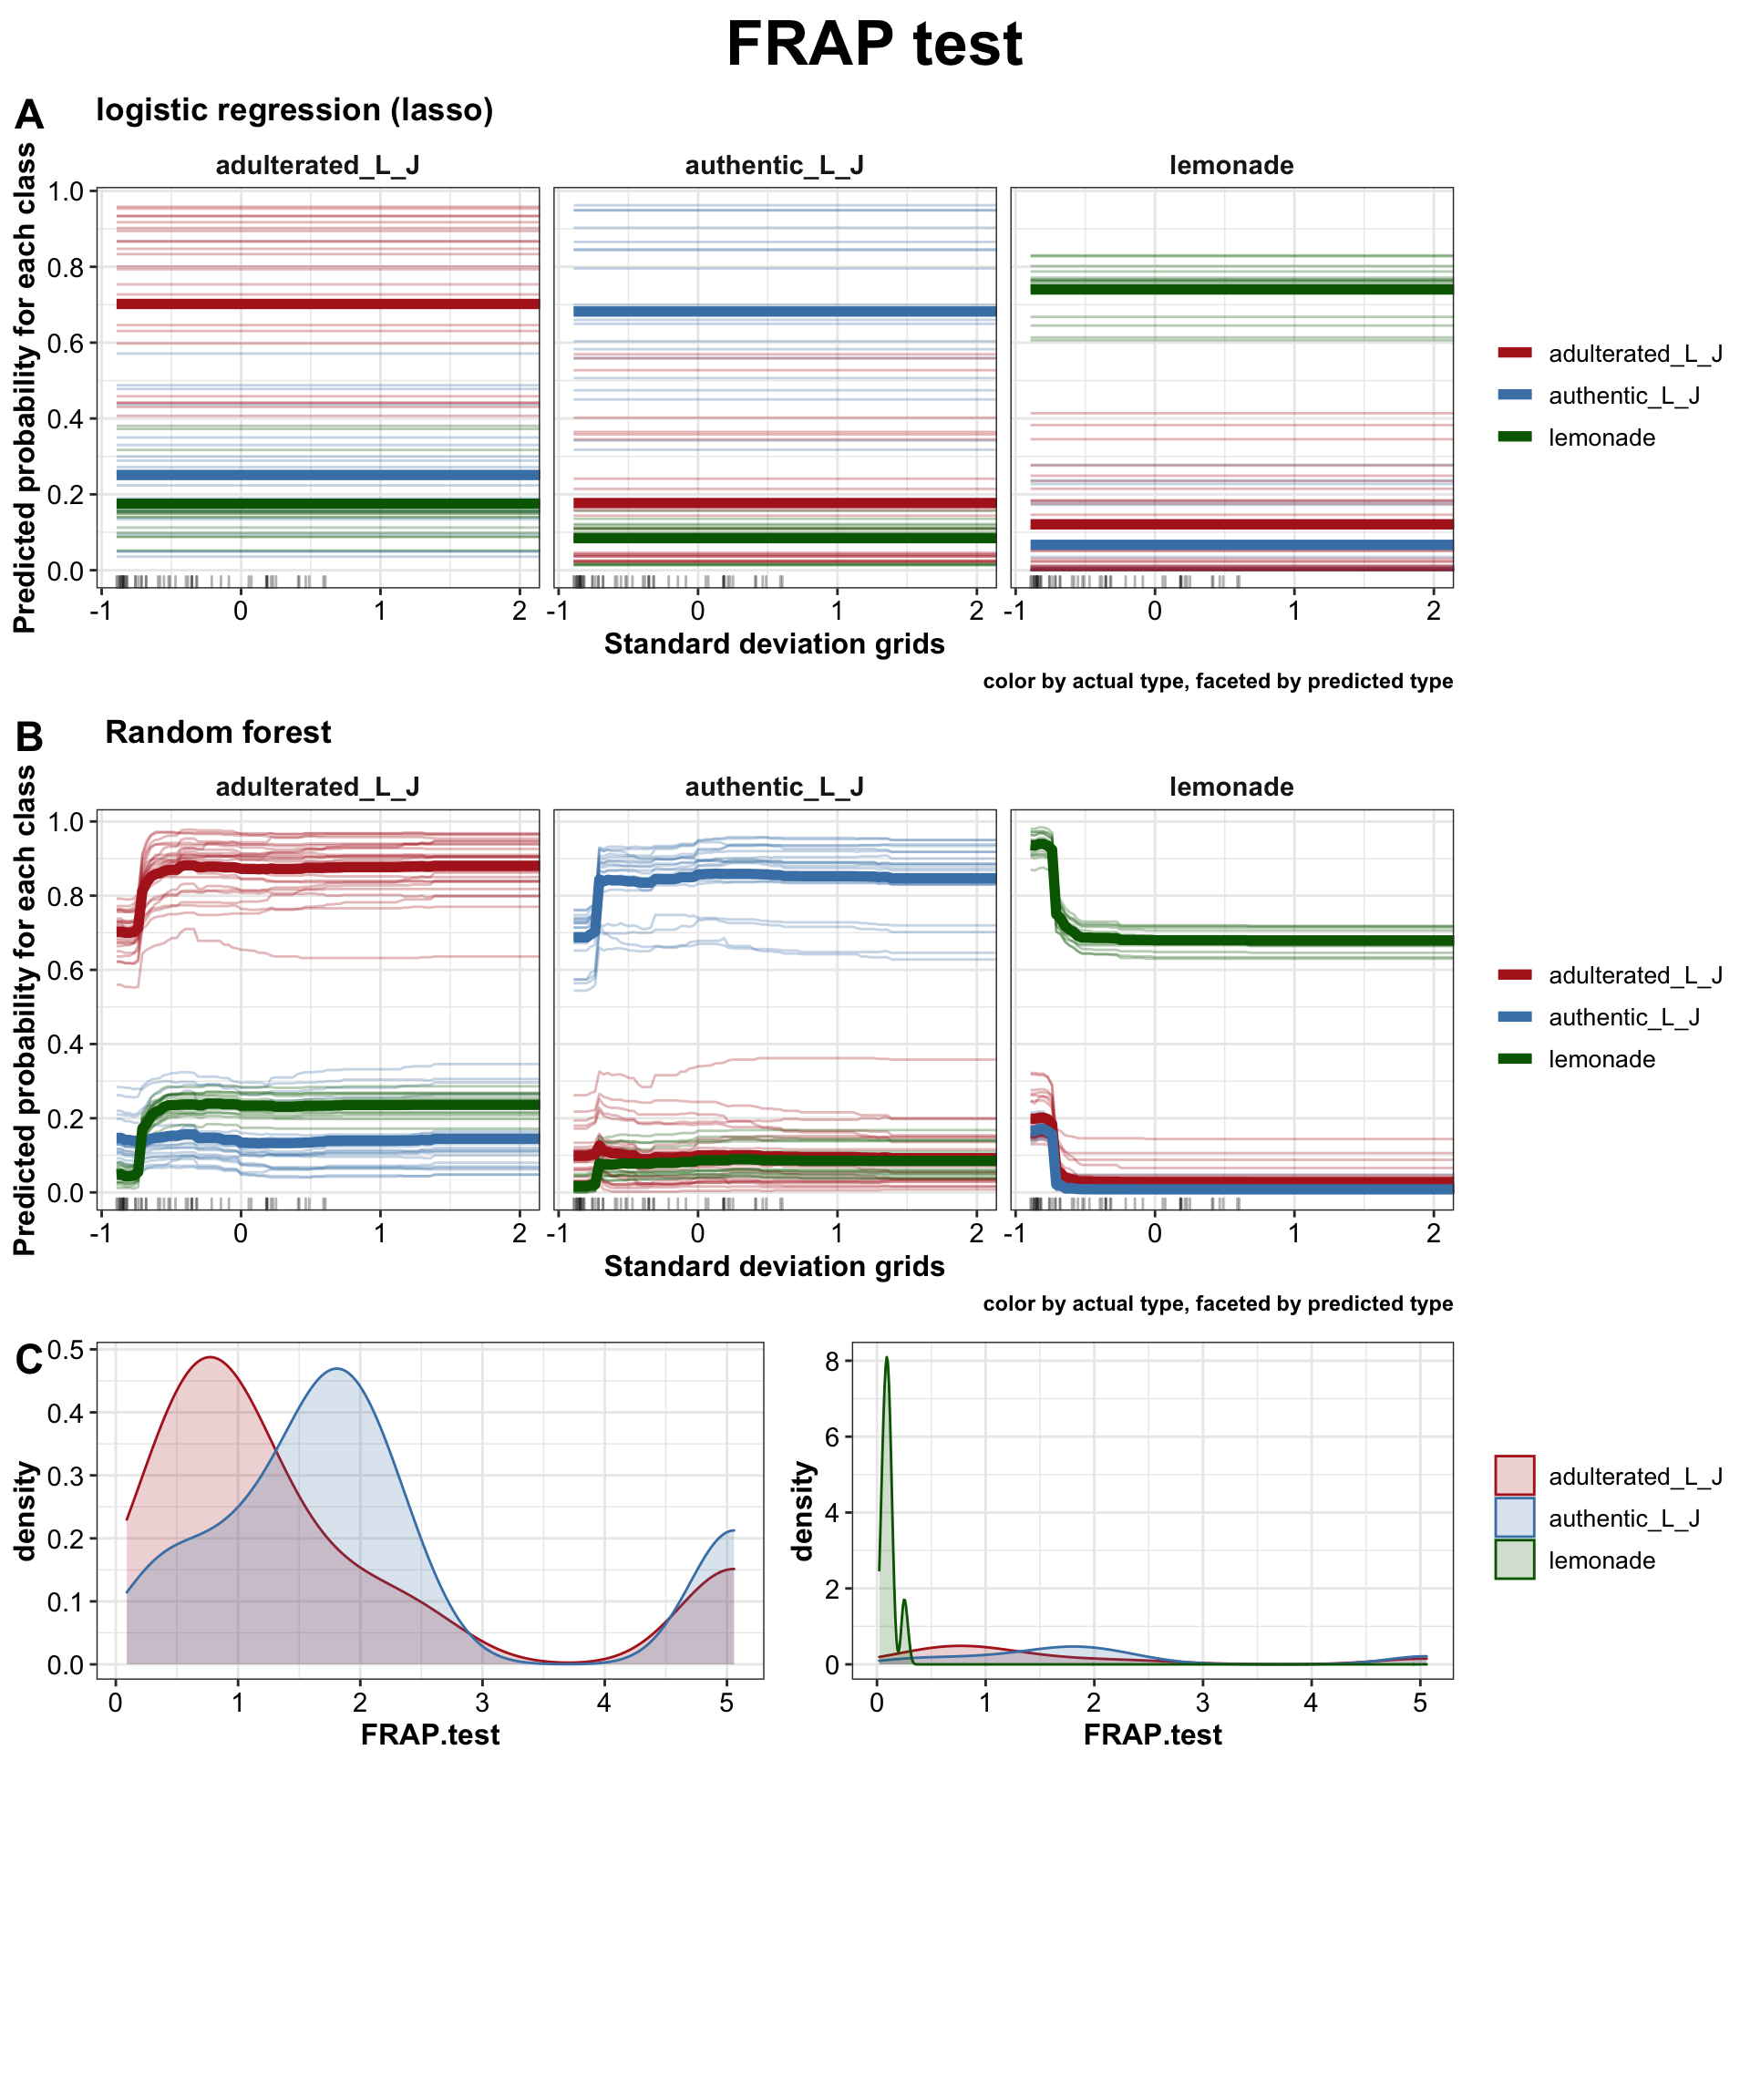 FRAP test
A
logistic regression (lasso)
adulterated_L_J authentic_L_J lemonade
Predicted probability for each class
1.0
0.8
0.6
0.4
0.2
0.0
-1 0 1 2 -1 0 1 2 -1 0 1 2
Standard deviation grids
color by actual type, faceted by predicted type
adulterated_L_J
authentic_L_J
lemonade
B
Random forest
adulterated_L_J authentic_L_J lemonade
Predicted probability for each class
1.0
0.8
0.6
0.4
0.2
0.0
-1 0 1 2 -1 0 1 2 -1 0 1 2
Standard deviation grids
color by actual type, faceted by predicted type
adulterated_L_J
authentic_L_J
lemonade
C
density
0.5
0.4
0.3
0.2
0.1
0.0
0 1 2 3 4 5
FRAP.test
density
8
6
4
2
0
0 1 2 3 4 5
FRAP.test
adulterated_L_J
authentic_L_J
lemonade